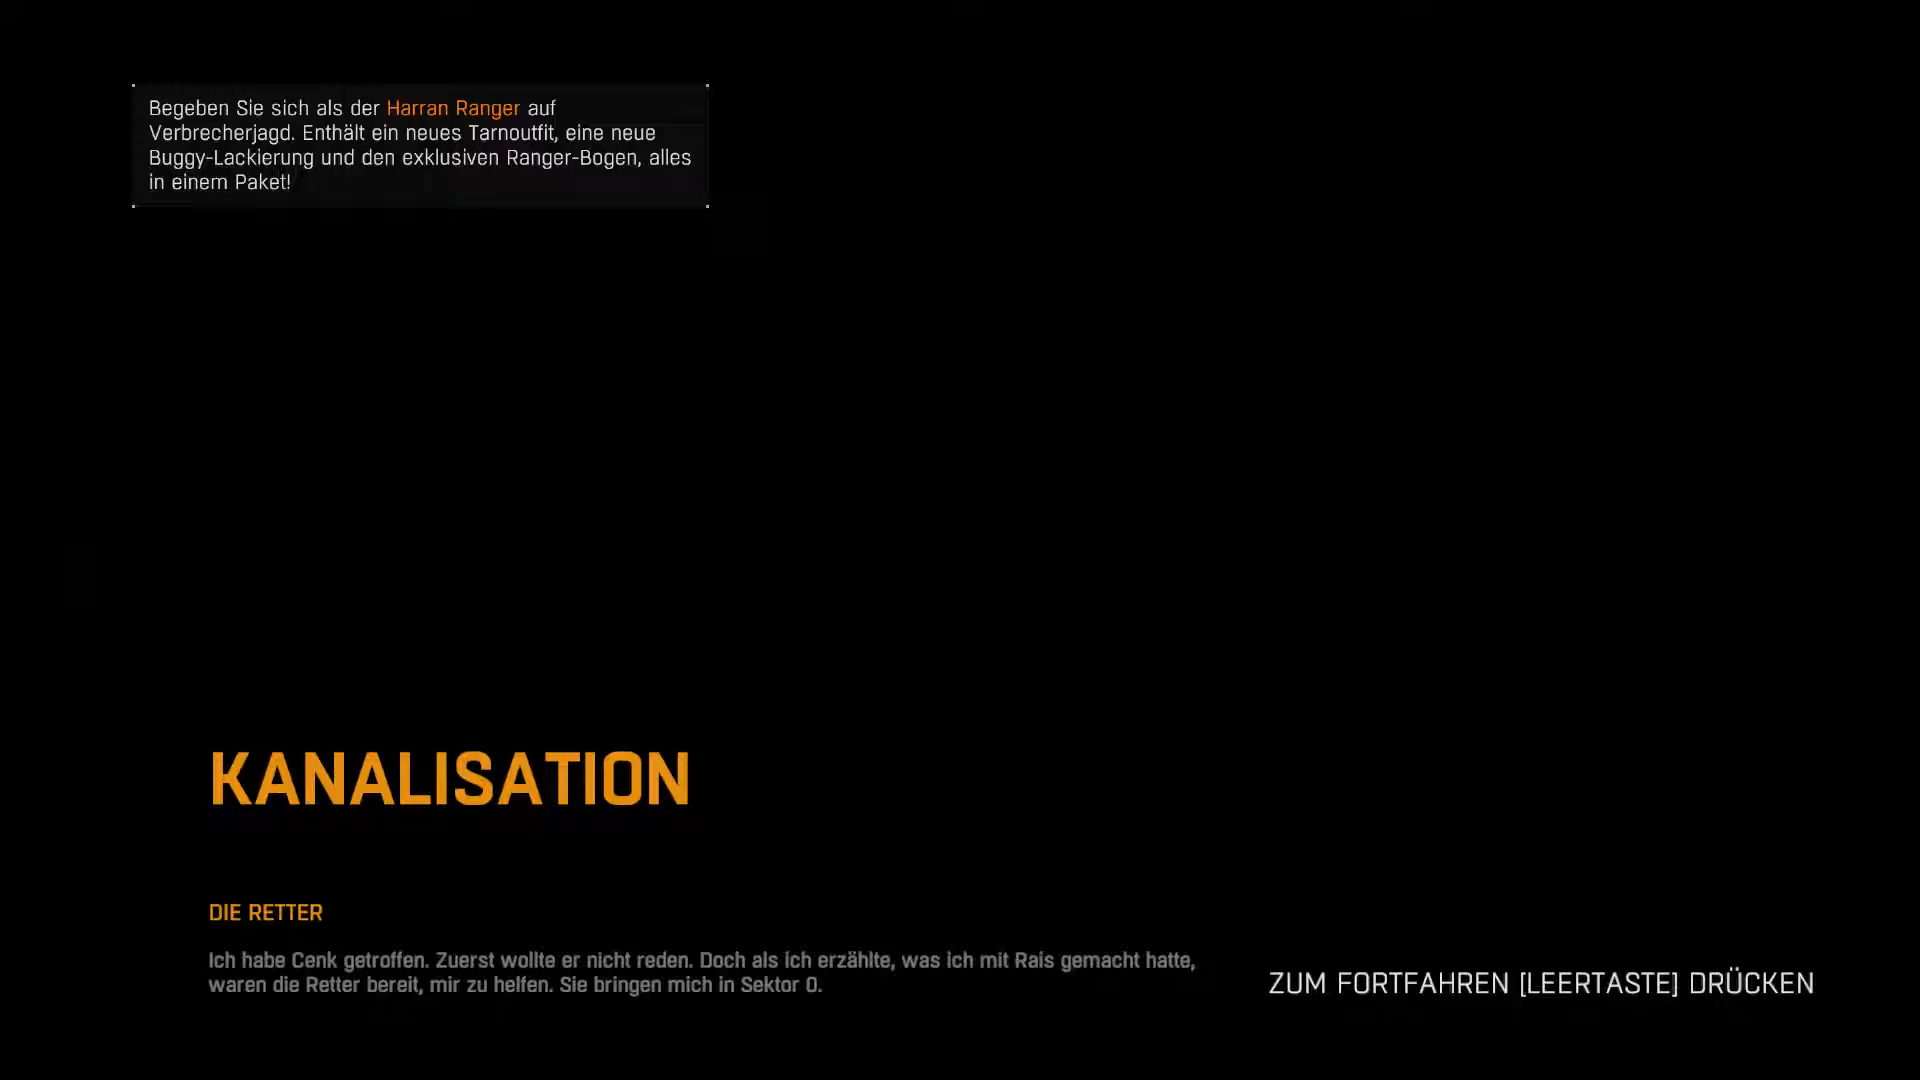 Begeben Sie sich als der Harran Ranger auf
Verbrecherjagd. Enthält ein neues Tarnoutfit, eine neue
Buggy-Lackierung und den exklusiven Ranger-Bogen, alles
in einem Paket!
KANALISATION
DIE RETTER
Ich habe Cenk getroffen. Zuerst wollte er nicht reden. Doch als ich erzählte, was ich mit Rais gemacht hatte,
waren die Retter bereit, mir zu helfen. Sie bringen mich in Sektor 0.
ZUM FORTFAHREN [LEERTASTE] DRÜCKEN